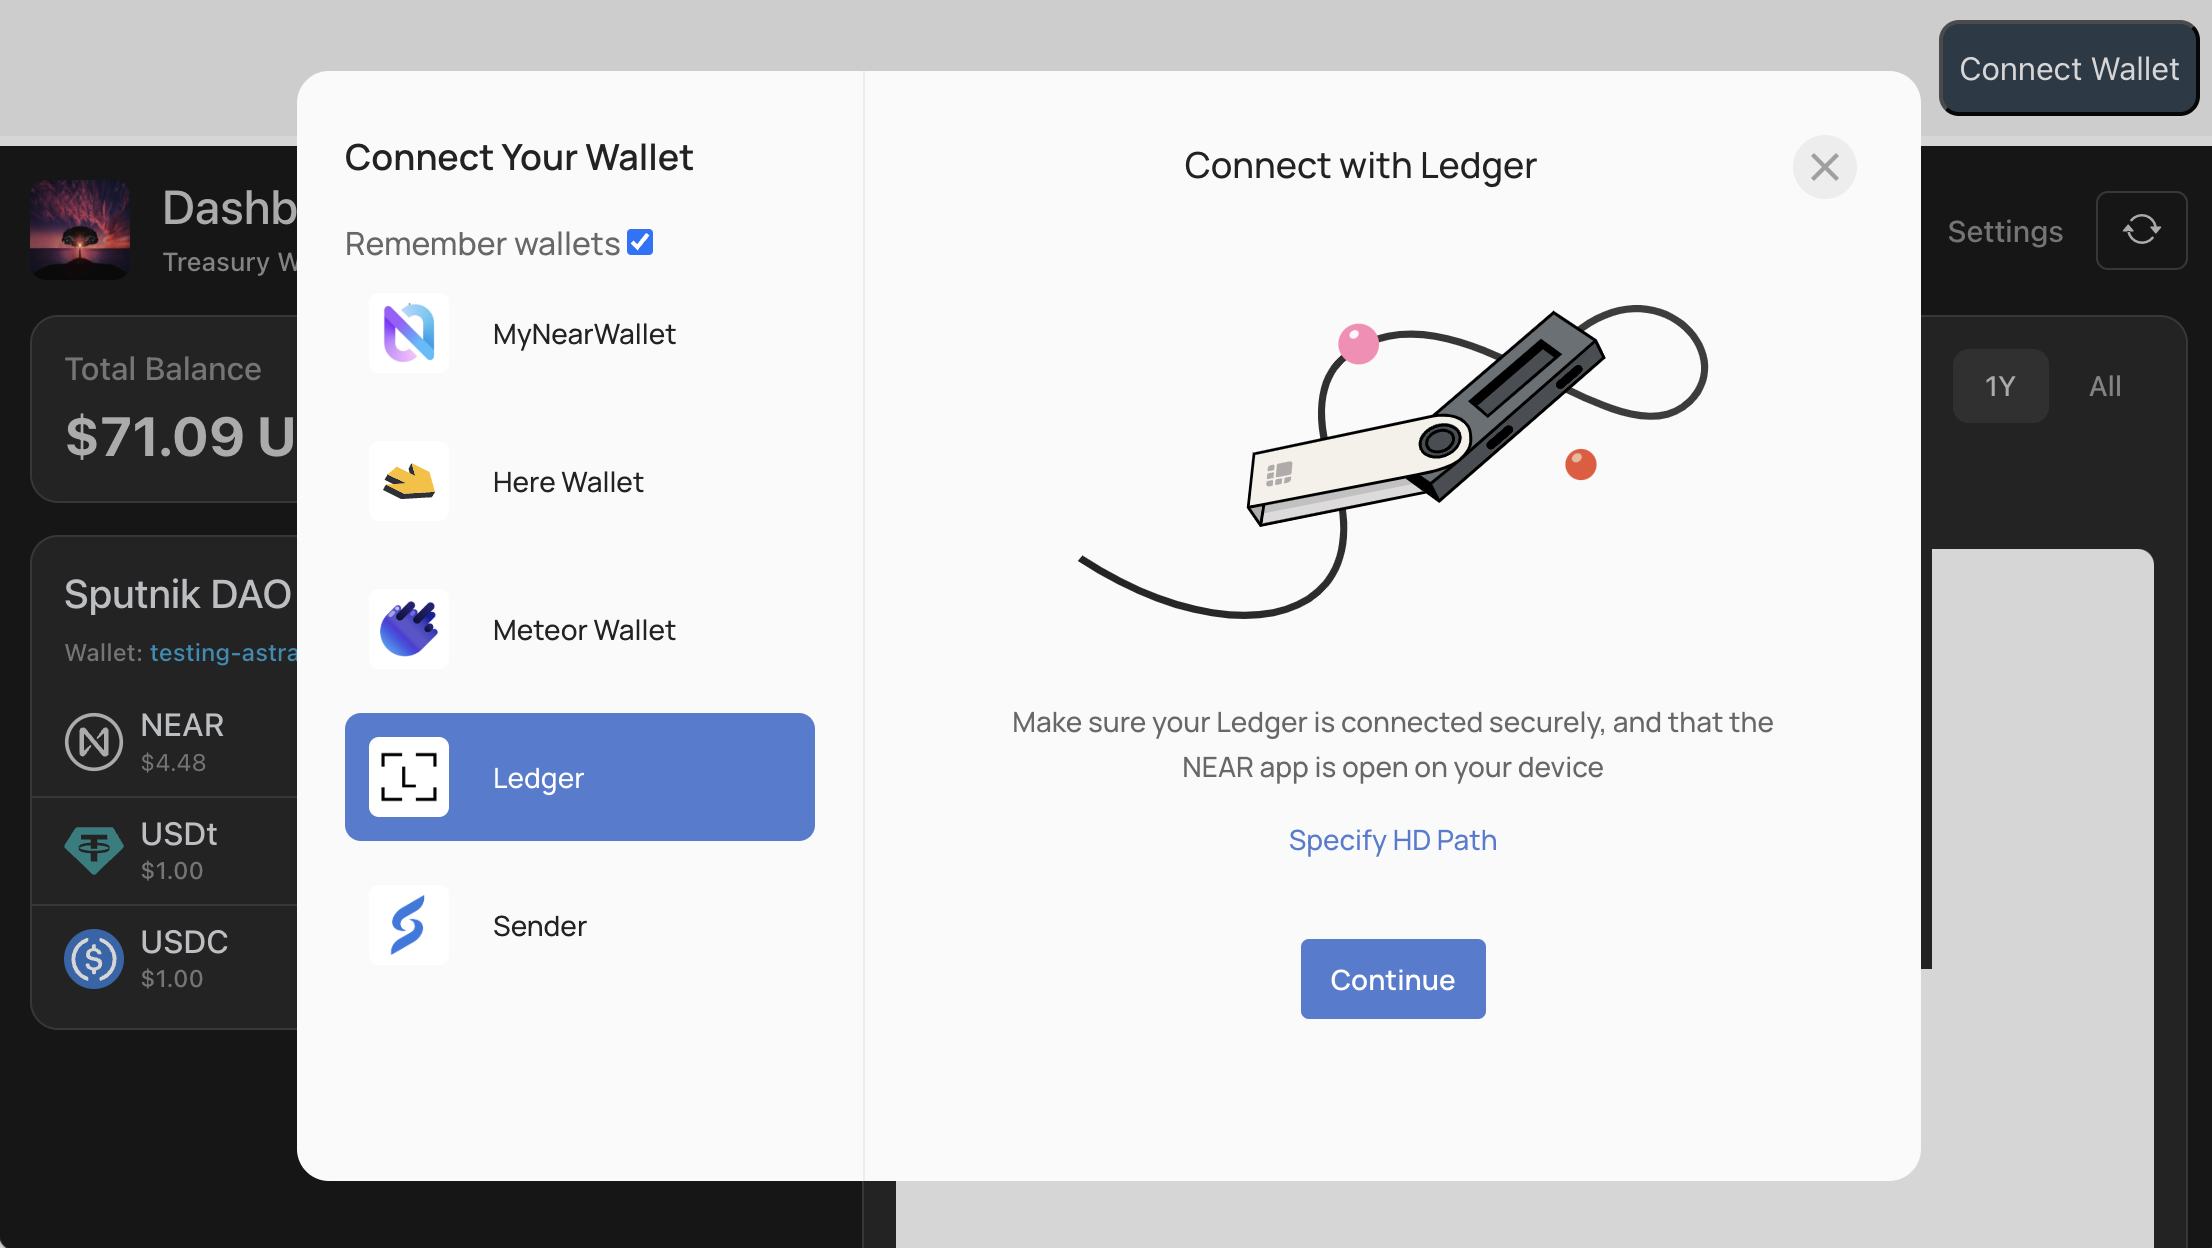 Connect Wallet
Dashb
Treasury W
Settings
Total Balance
$71.09 U
1Y
All
Sputnik DAO
Wallet: testing-astra
NEAR
$4.48
USDt
$1.00
USDC
$1.00
Connect Your Wallet
Remember wallets
MyNearWallet
Here Wallet
Meteor Wallet
L
Ledger
Sender
Connect with Ledger
Make sure your Ledger is connected securely, and that the
NEAR app is open on your device
Specify HD Path
Continue